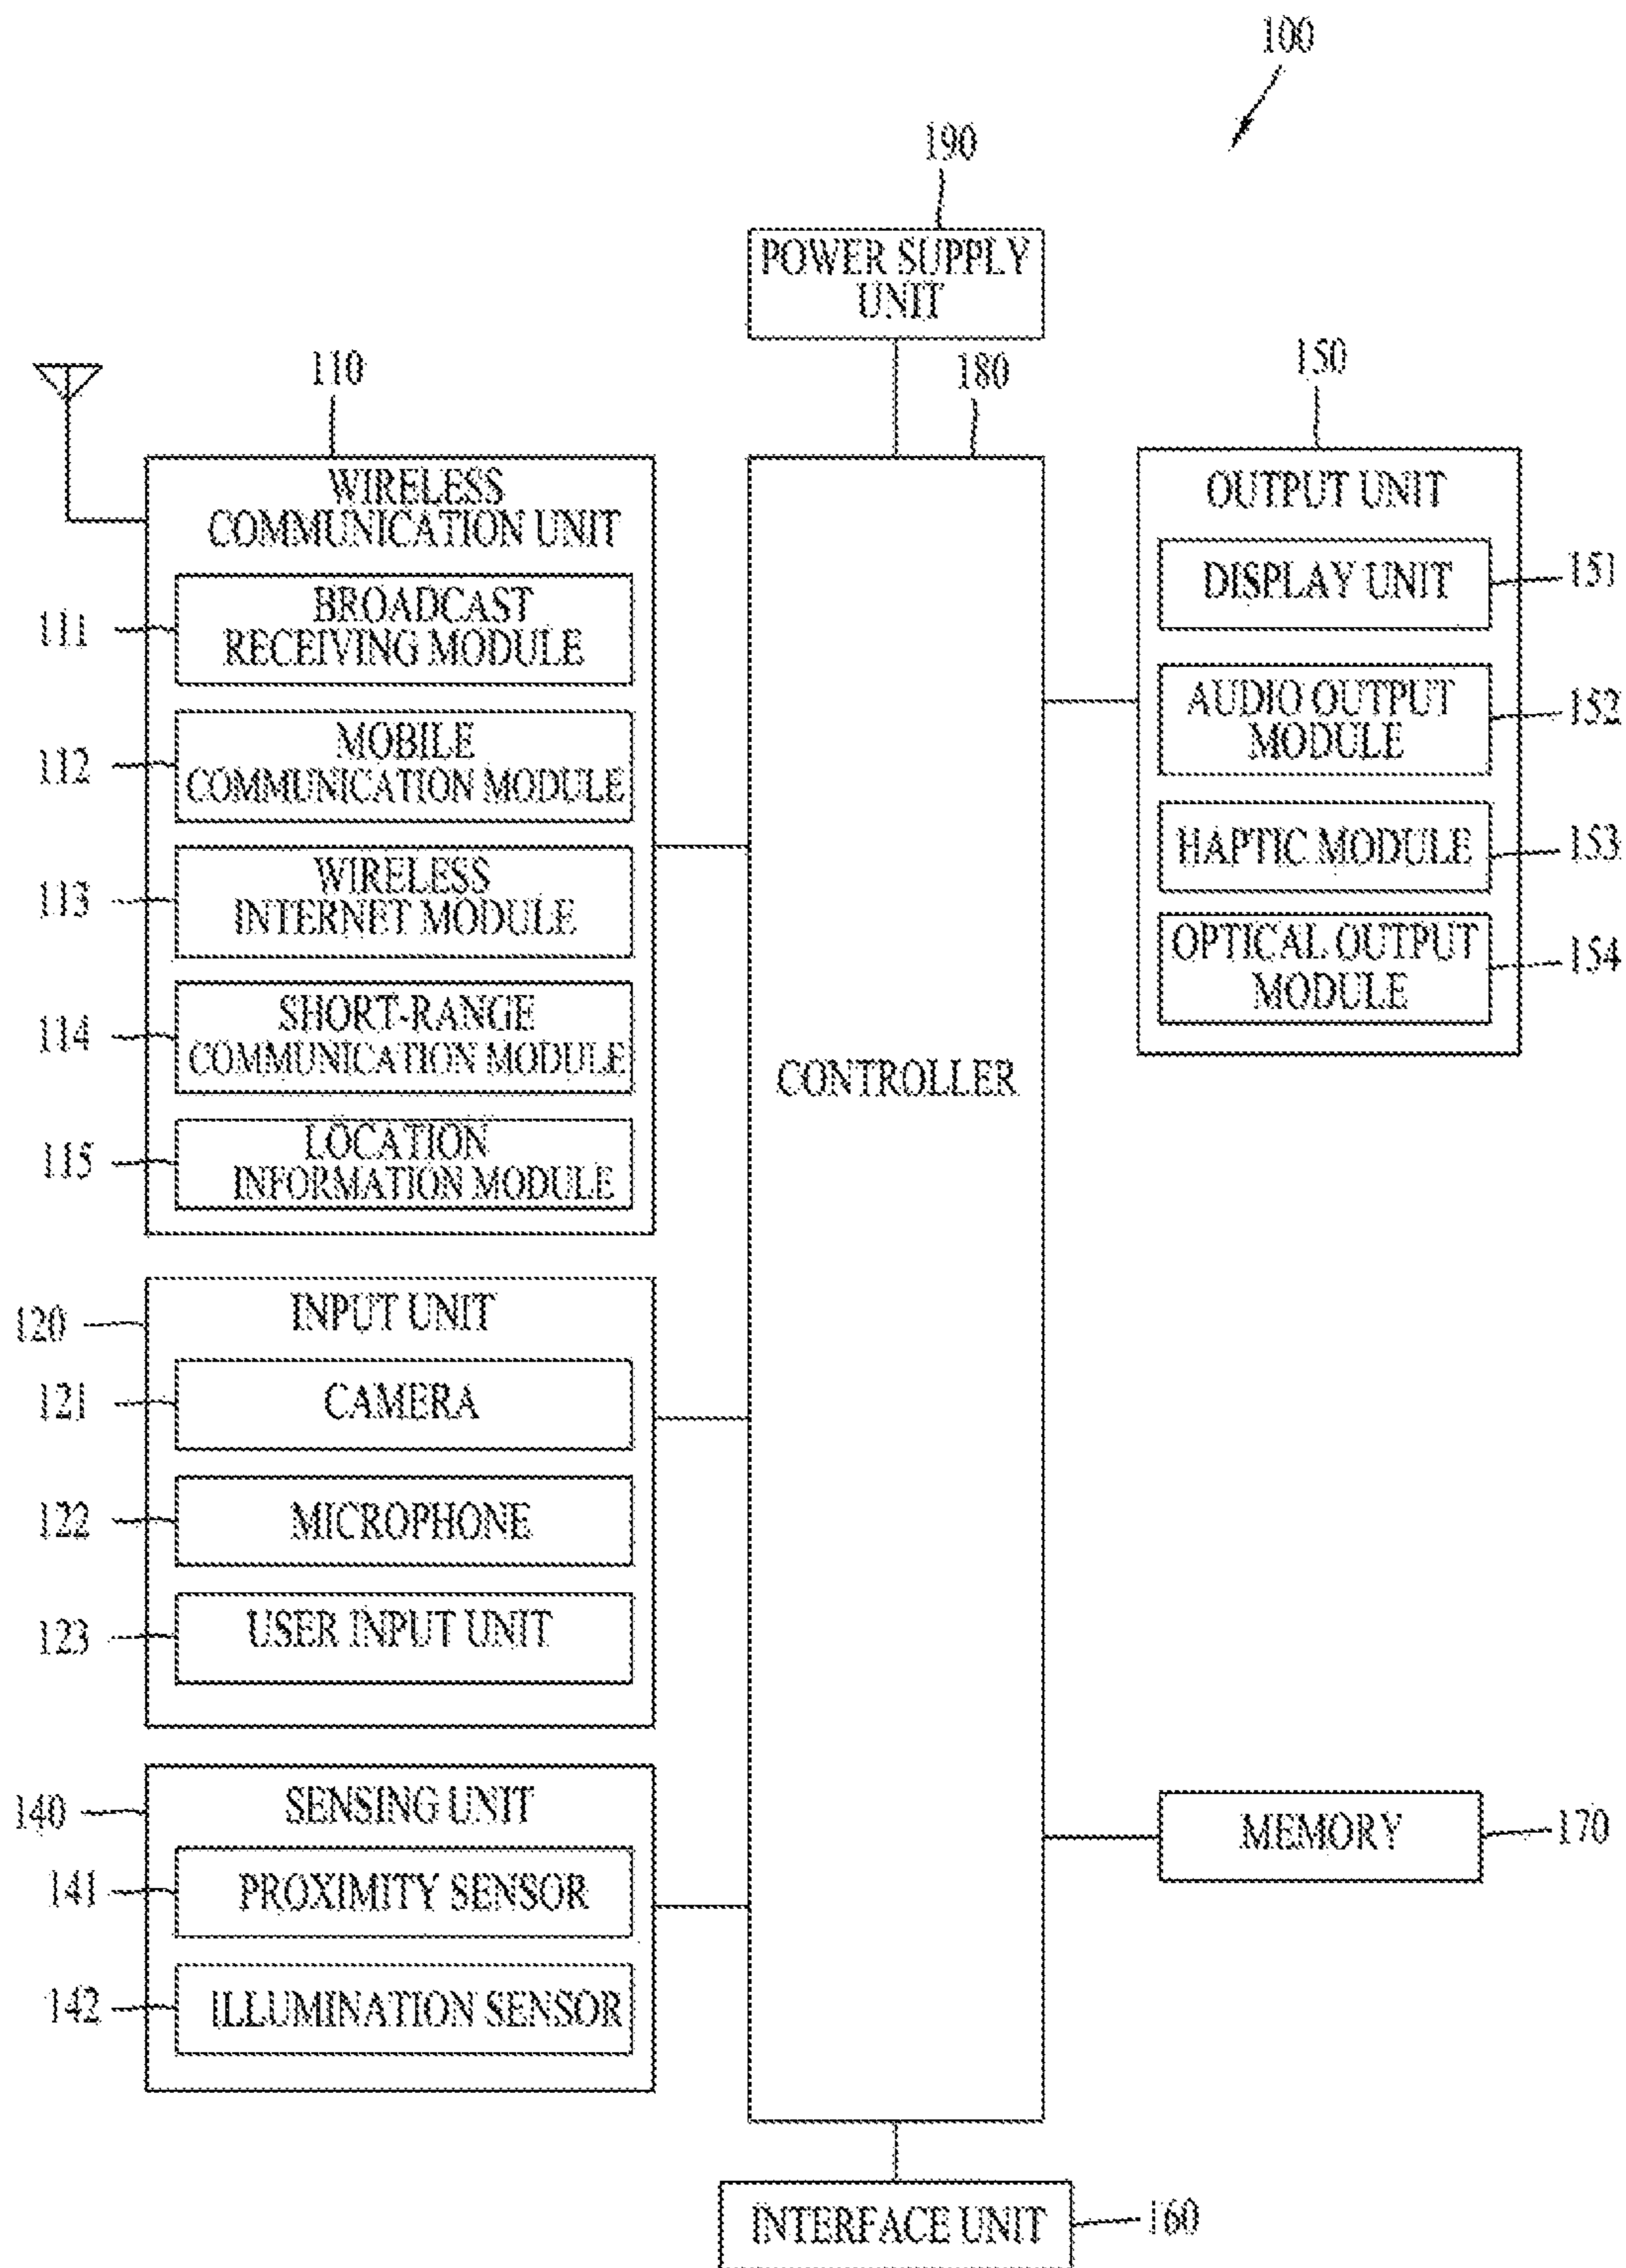 100
190
POWER SUPPLY
UNIT
110
180
150
WIRELESS
COMMUNICATION UNIT
111
BROADCAST
RECEIVING MODULE
112
MOBILE
COMMUNICATION MODULE
113
WIRELESS
INTERNET MODULE
114
SHORT-RANGE
COMMUNICATION MODULE
115
LOCATION
INFORMATION MODULE
120
INPUT UNIT
121
CAMERA
122
MICROPHONE
123
USER INPUT UNIT
140
SENSING UNIT
141
PROXIMITY SENSOR
142
ILLUMINATION SENSOR
CONTROLLER
OUTPUT UNIT
DISPLAY UNIT
151
AUDIO OUTPUT
MODULE
152
HAPTIC MODULE
153
OPTICAL OUTPUT
MODULE
154
MEMORY
170
INTERFACE UNIT
160